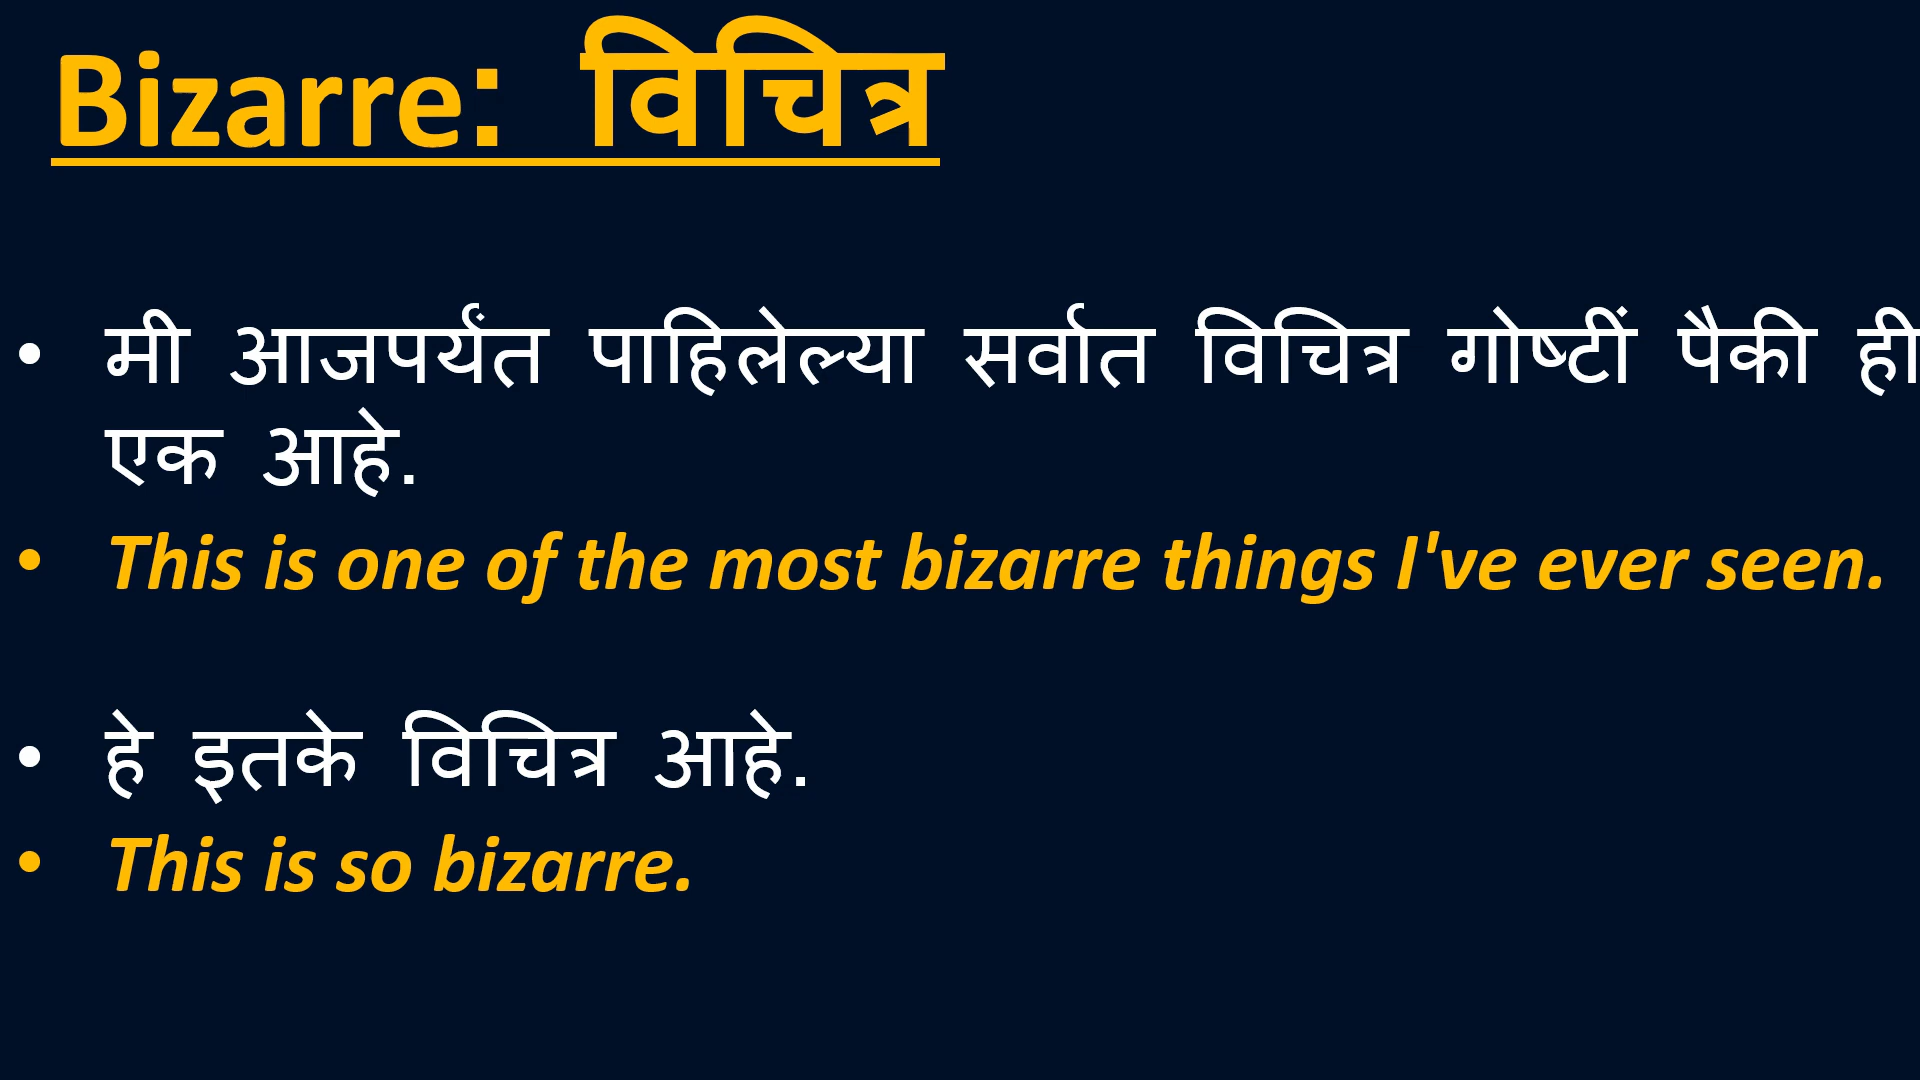 Bizarre: विचित्र
• मी आजपर्यंत पाहिलेल्या सर्वात विचित्र गोष्टीं पैकी ही
एक आहे.
• This is one of the most bizarre things I've ever seen.
• हे इतके विचित्र आहे.
• This is so bizarre.